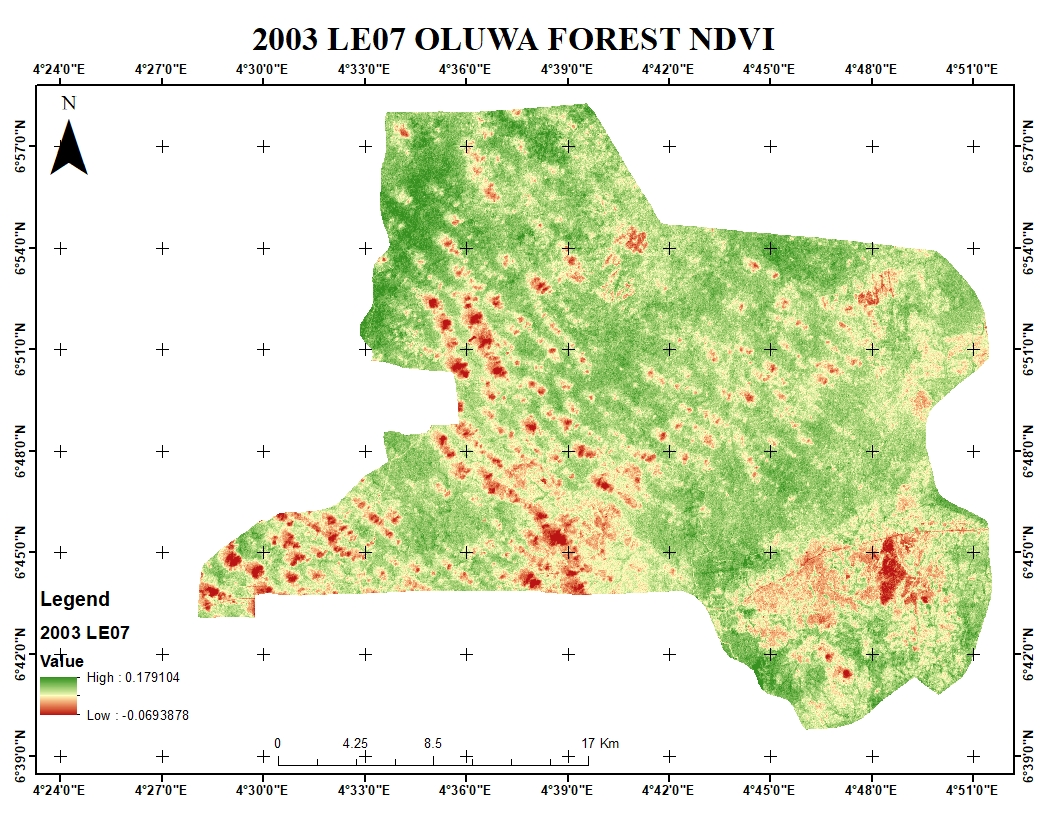 2003 LE07 OLUWA FOREST NDVI
4°24'0"E 4°27'0"E 4°30'0"E 4°33'0"E 4°36'0"E 4°39'0"E 4°42'0"E 4°45'0"E 4°48'0"E 4°51'0"E
N
6°57'0"N 6°57'0"N
6°54'0"N 6°54'0"N
6°51'0"N 6°51'0"N
6°48'0"N 6°48'0"N
6°45'0"N 6°45'0"N
Legend
2003 LE07
6°42'0"N 6°42'0"N
Value
High : 0.179104
Low : -0.0693878
0 4.25 8.5 17 Km
6°39'0"N 6°39'0"N
4°24'0"E 4°27'0"E 4°30'0"E 4°33'0"E 4°36'0"E 4°39'0"E 4°42'0"E 4°45'0"E 4°48'0"E 4°51'0"E